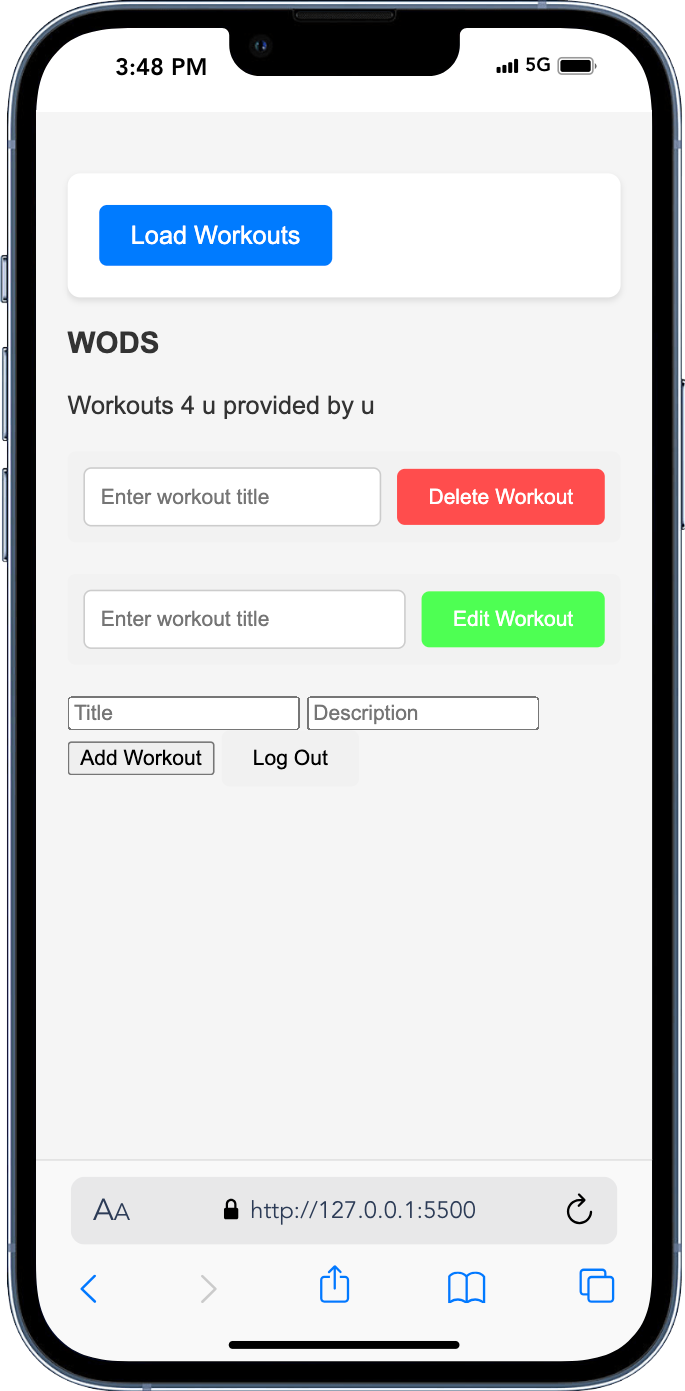 3:48 PM 5G
Load Workouts
WODS
Workouts 4 u provided by u
Enter workout title Delete Workout
Enter workout title Edit Workout
Title Description
Add Workout Log Out
AA http://127.0.0.1:5500